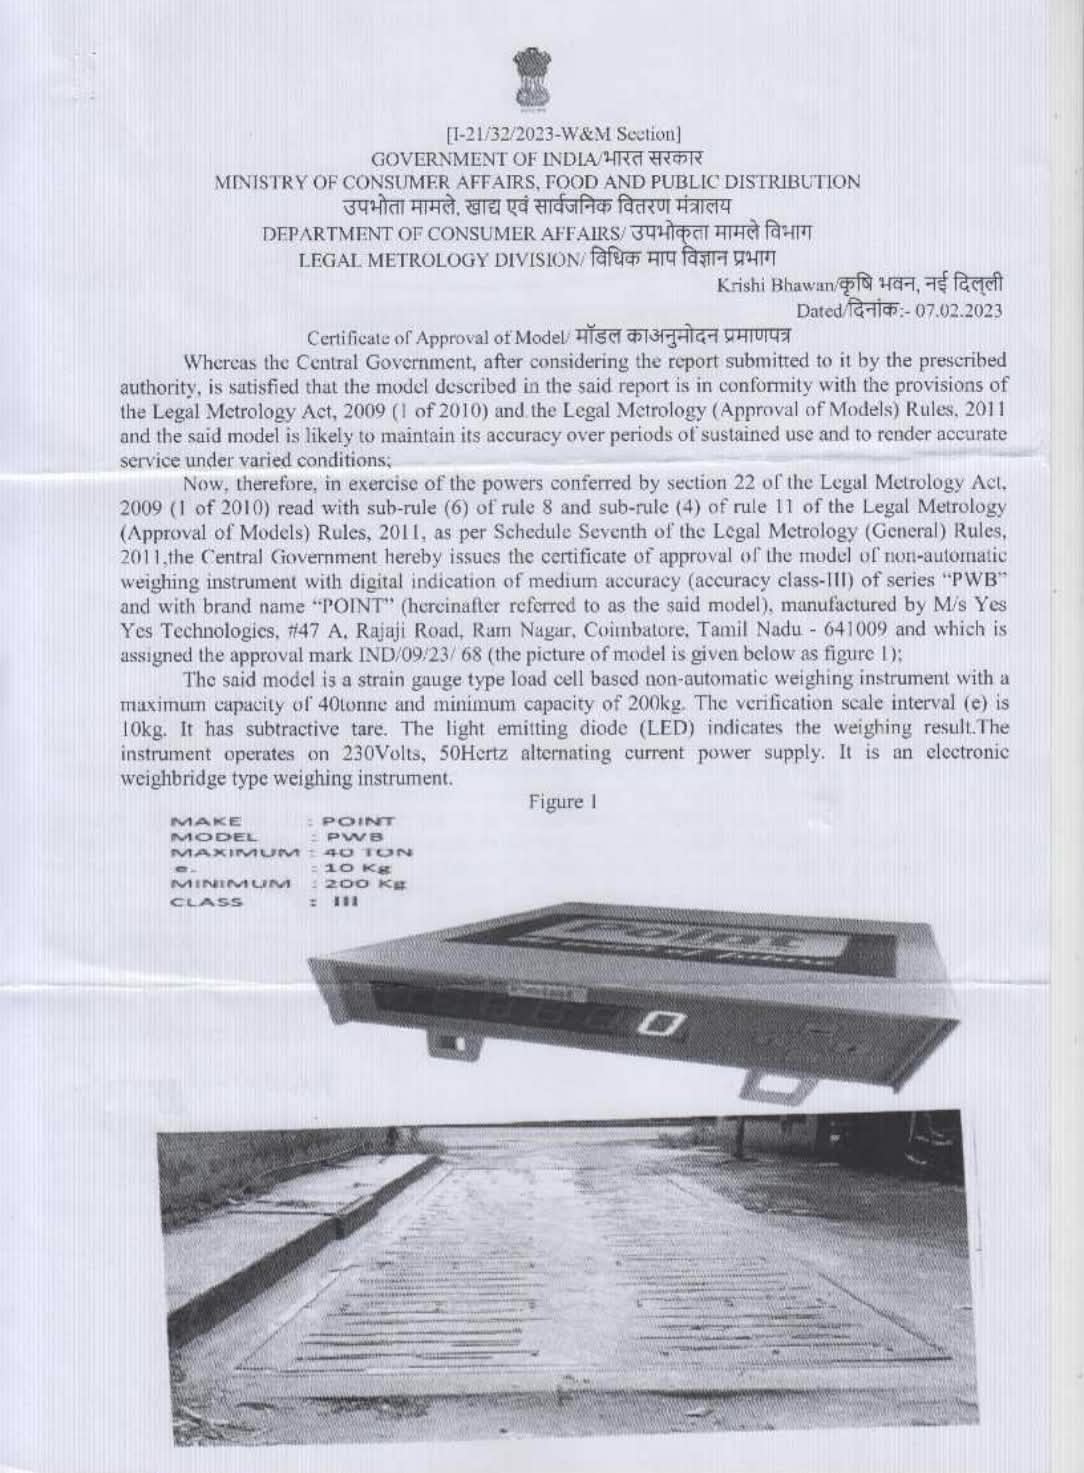 [I-21/32/2023-W&M Section]
GOVERNMENT OF INDIA/भारत सरकार
MINISTRY OF CONSUMER AFFAIRS, FOOD AND PUBLIC DISTRIBUTION
उपभोता मामले, खाद्य एवं सार्वजनिक वितरण मंत्रालय
DEPARTMENT OF CONSUMER AFFAIRS/ उपभोक्ता मामले विभाग
LEGAL METROLOGY DIVISION/ विधिक माप विज्ञान प्रभाग
Krishi Bhawan/कृषि भवन, नई दिल्ली
Dated/दिनांक:- 07.02.2023
Certificate of Approval of Model/ मॉडल काअनुमोदन प्रमाणपत्र
Whereas the Central Government, after considering the report submitted to it by the prescribed
authority, is satisfied that the model described in the said report is in conformity with the provisions of
the Legal Metrology Act, 2009 (1 of 2010) and the Legal Metrology (Approval of Models) Rules, 2011
and the said model is likely to maintain its accuracy over periods of sustained use and to render accurate
service under varied conditions;
Now, therefore, in exercise of the powers conferred by section 22 of the Legal Metrology Act,
2009 (1 of 2010) read with sub-rule (6) of rule 8 and sub-rule (4) of rule 11 of the Legal Metrology
(Approval of Models) Rules, 2011, as per Schedule Seventh of the Legal Metrology (General) Rules,
2011,the Central Government hereby issues the certificate of approval of the model of non-automatic
weighing instrument with digital indication of medium accuracy (accuracy class-III) of series “PWB”
and with brand name “POINT” (hereinafter referred to as the said model), manufactured by M/s Yes
Yes Technologies, #47 A, Rajaji Road, Ram Nagar, Coimbatore, Tamil Nadu - 641009 and which is
assigned the approval mark IND/09/23/ 68 (the picture of model is given below as figure 1);
The said model is a strain gauge type load cell based non-automatic weighing instrument with a
maximum capacity of 40tonne and minimum capacity of 200kg. The verification scale interval (e) is
10kg. It has subtractive tare. The light emitting diode (LED) indicates the weighing result.The
instrument operates on 230Volts, 50Hertz alternating current power supply. It is an electronic
weighbridge type weighing instrument.
Figure 1
MAKE : POINT
MODEL : PWB
MAXIMUM : 40 TON
e. : 10 Kg
MINIMUM : 200 Kg
CLASS : III
Point
0